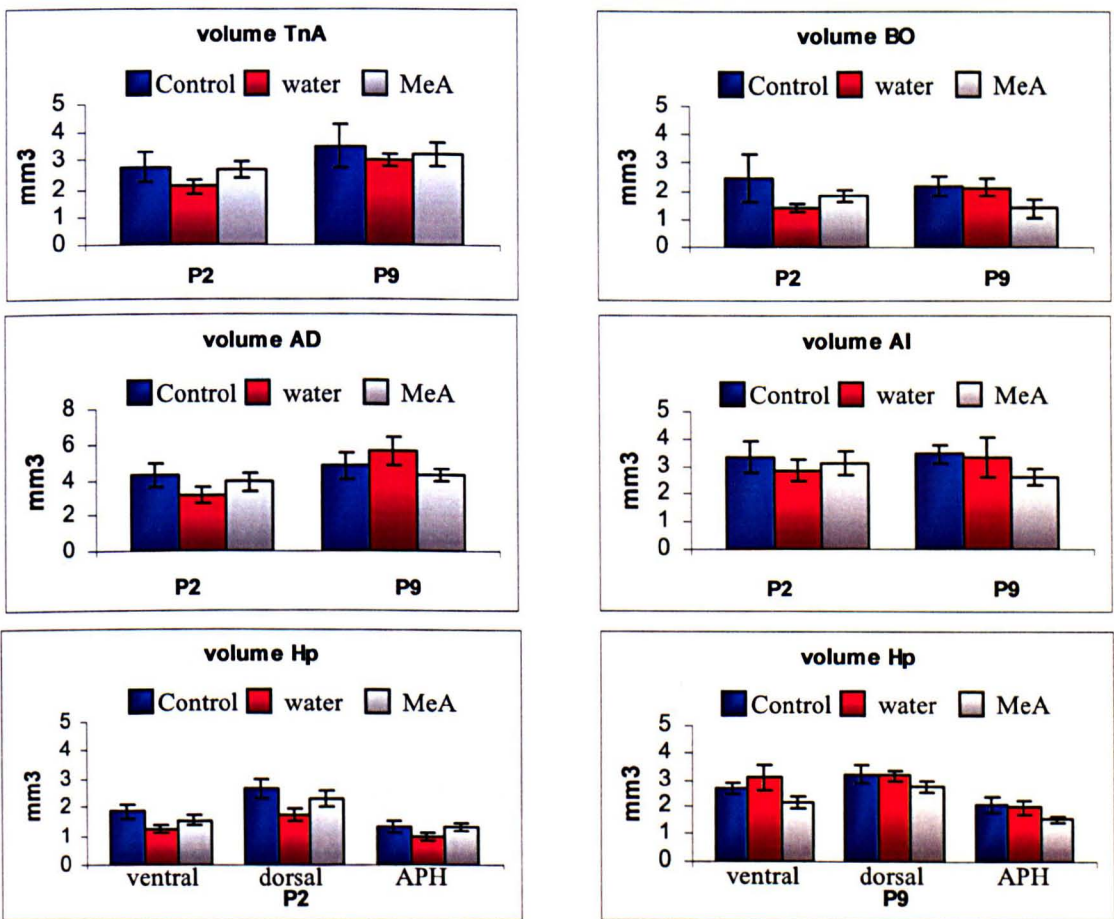 volume TnA
Control water MeA
mm3
5
4
3
2
1
0
P2 P9
volume BO
Control water MeA
mm3
5
4
3
2
1
0
P2 P9
volume AD
Control water MeA
mm3
8
6
4
2
0
P2 P9
volume AI
Control water MeA
mm3
5
4
3
2
1
0
P2 P9
volume Hp
Control water MeA
mm3
5
4
3
2
1
0
ventral dorsal APH
P2
volume Hp
Control water MeA
mm3
5
4
3
2
1
0
ventral dorsal APH
P9